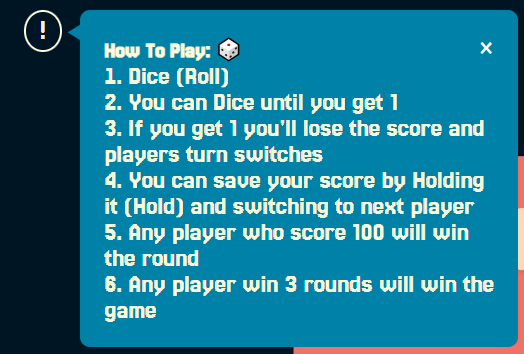 !
How To Play: 🎲
×
1. Dice (Roll)
2. You can Dice until you get 1
3. If you get 1 you'll lose the score and
players turn switches
4. You can save your score by Holding
it (Hold) and switching to next player
5. Any player who score 100 will win
the round
6. Any player win 3 rounds will win the
game